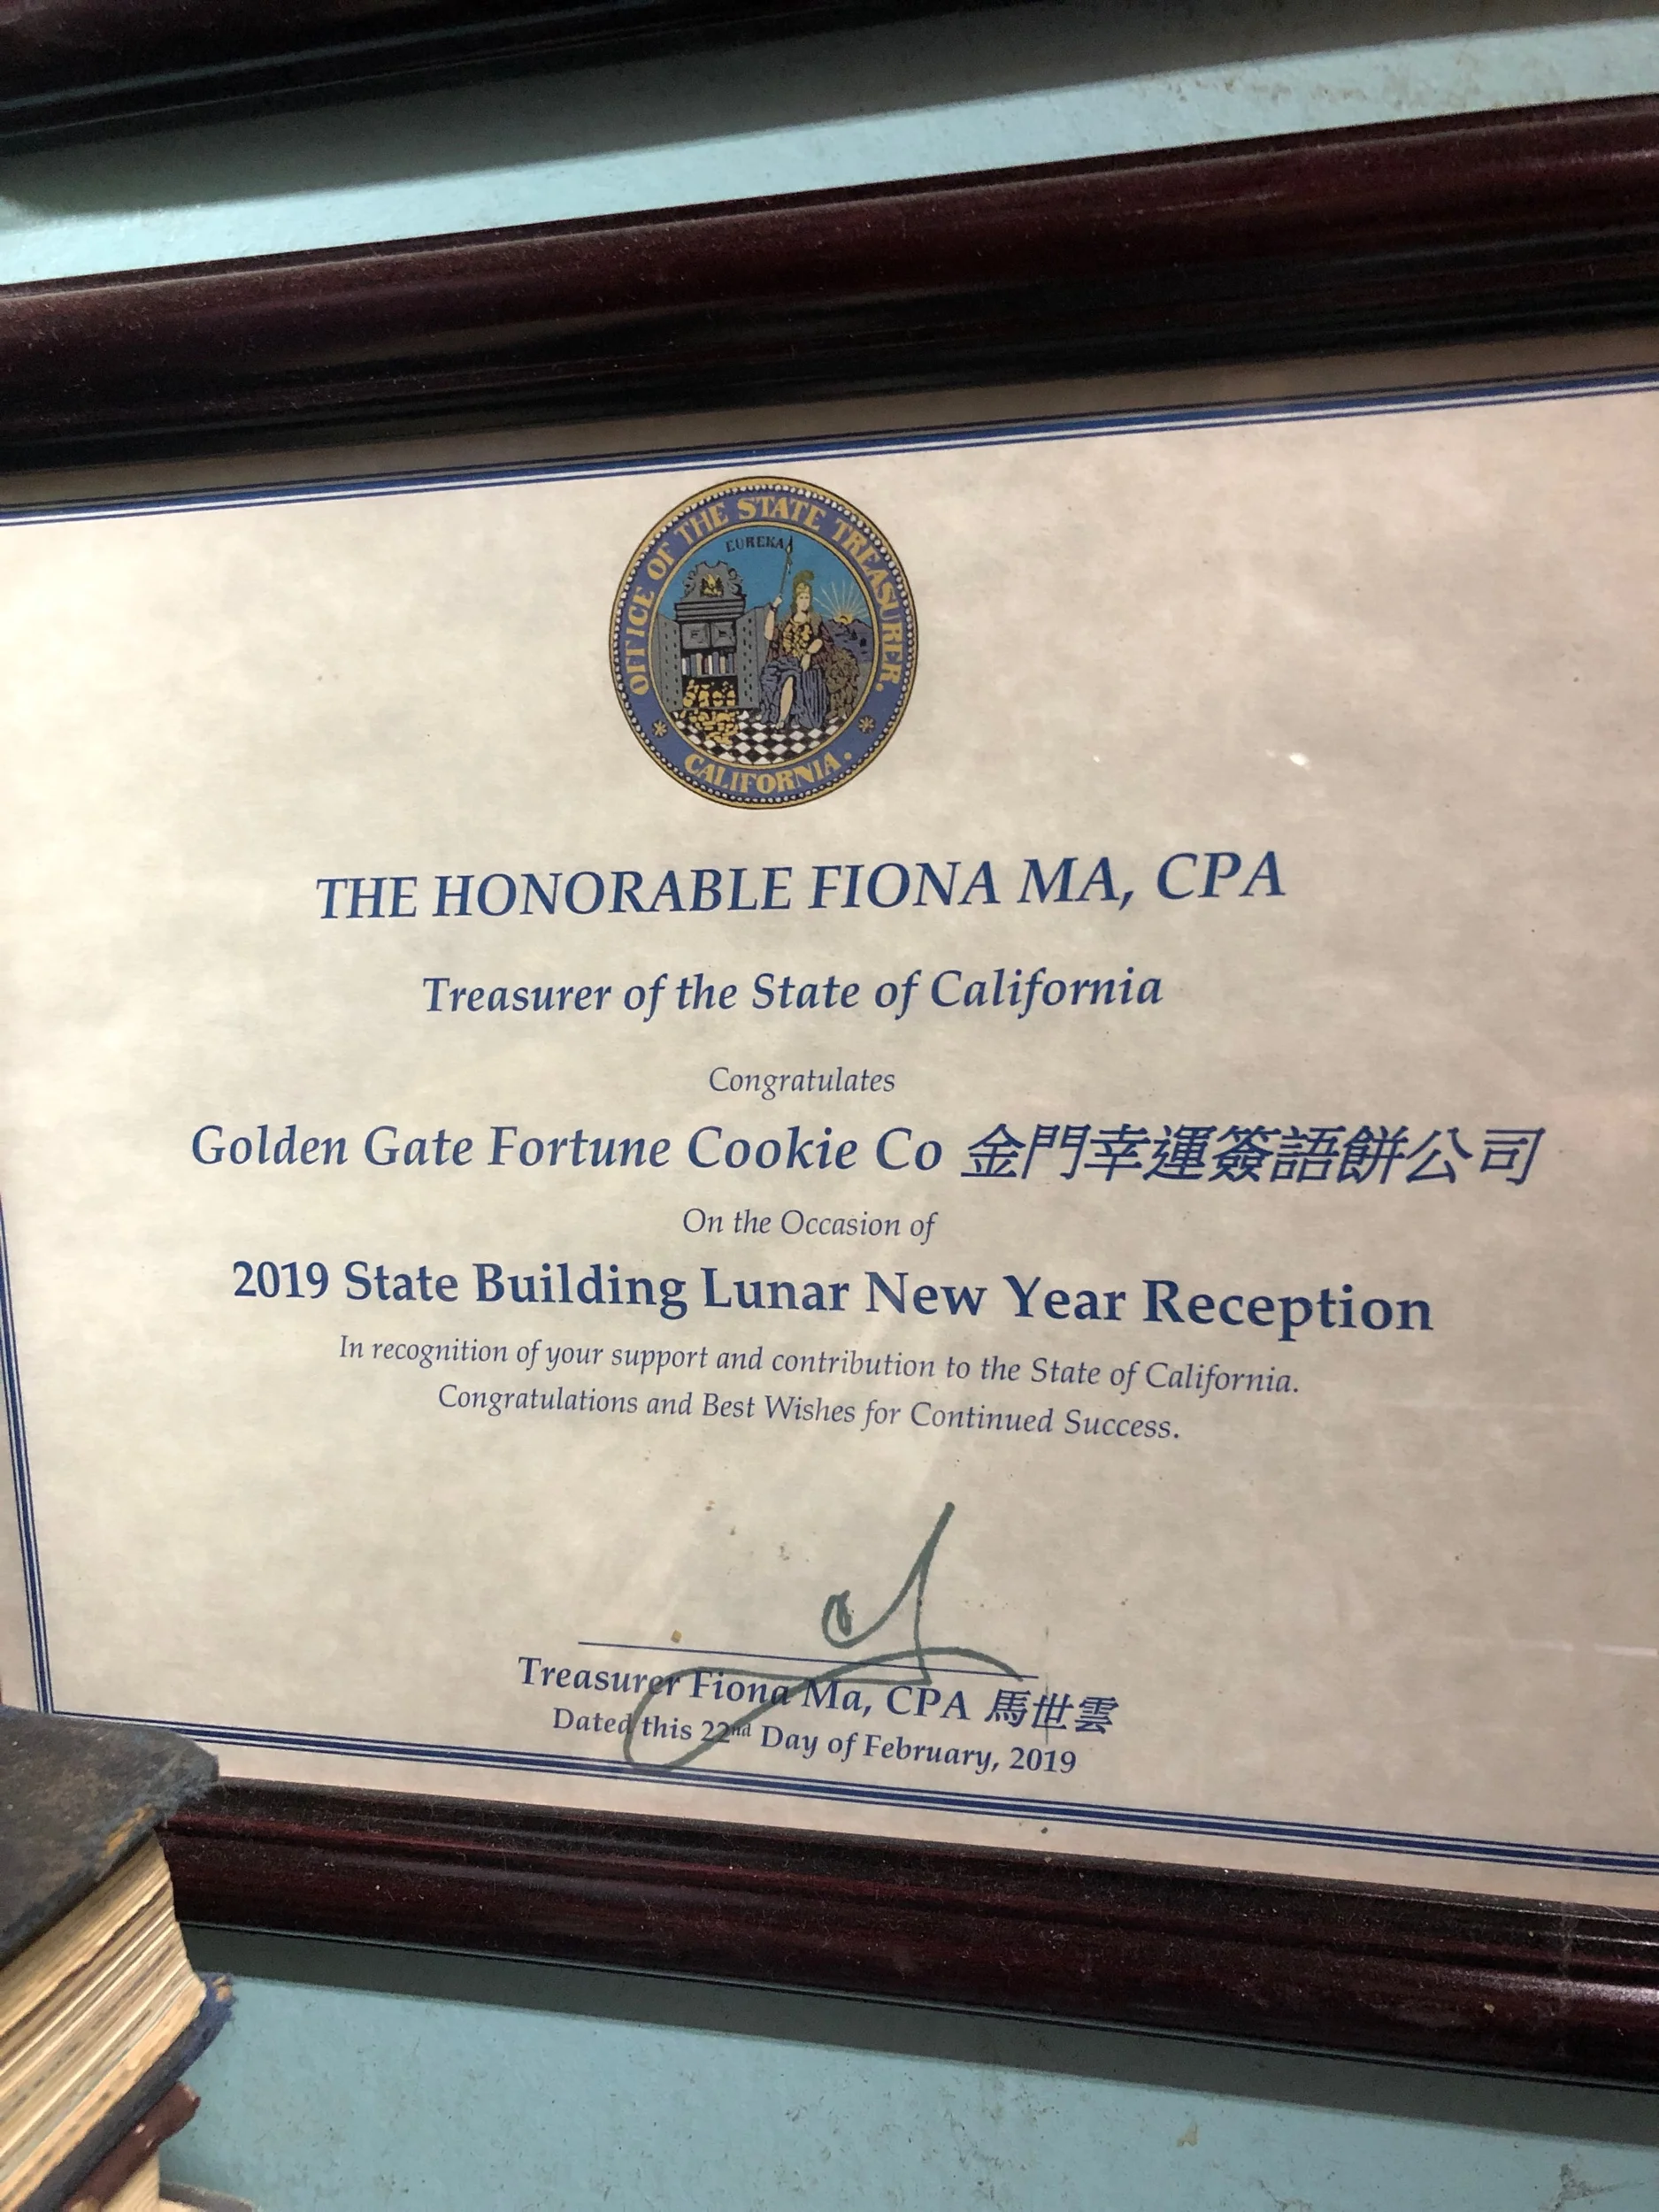 OFFICE OF THE STATE TREASURER.
EUREKA
CALIFORNIA.
THE HONORABLE FIONA MA, CPA
Treasurer of the State of California
Congratulates
Golden Gate Fortune Cookie Co 金門幸運簽語餅公司
On the Occasion of
2019 State Building Lunar New Year Reception
In recognition of your support and contribution to the State of California.
Congratulations and Best Wishes for Continued Success.
Treasurer Fiona Ma, CPA 馬世雲
Dated this 22nd Day of February, 2019